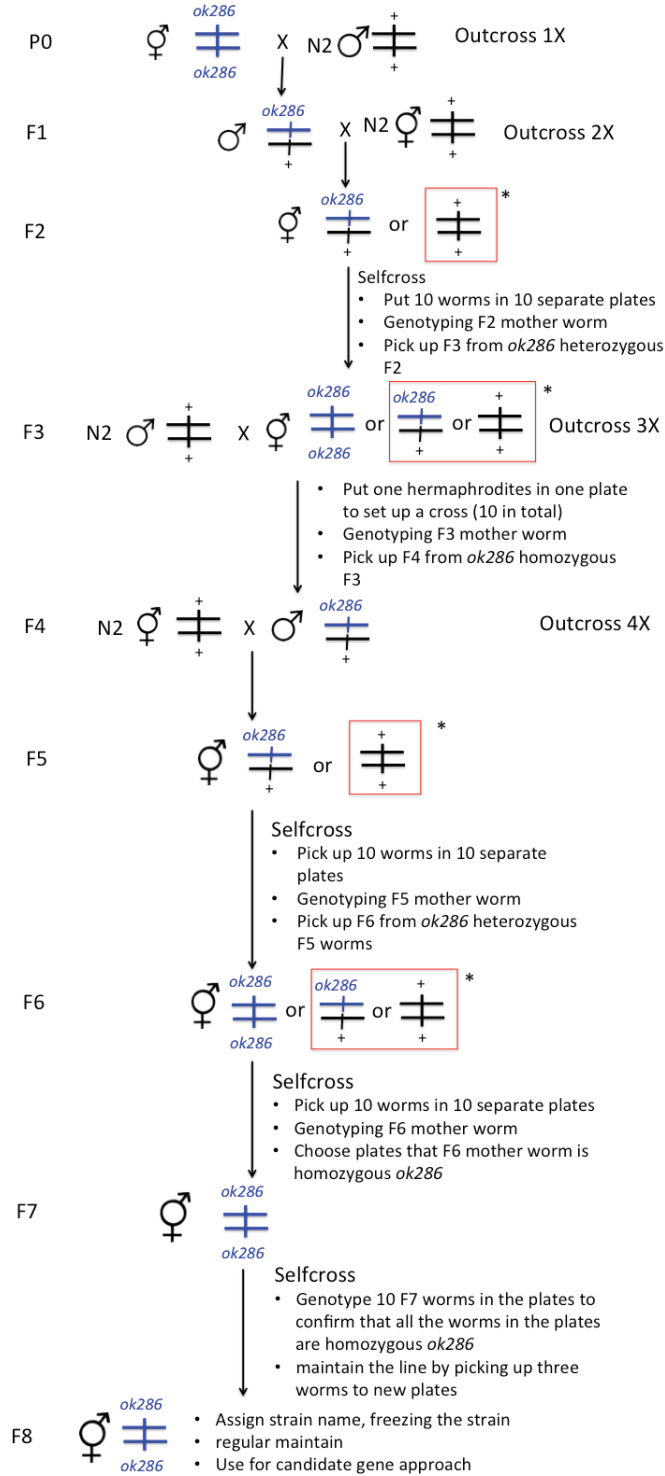 ok286
P0 X N2 + Outcross 1X
ok286 +
ok286 +
F1 X N2 Outcross 2X
+ +
ok286 + *
F2 or
+ +
Selfcross
• Put 10 worms in 10 separate plates
• Genotyping F2 mother worm
• Pick up F3 from ok286 heterozygous
F2
+ ok286 ok286 + *
F3 N2 X or or Outcross 3X
+ ok286 + +
• Put one hermaphrodites in one plate
to set up a cross (10 in total)
• Genotyping F3 mother worm
• Pick up F4 from ok286 homozygous
F3
+ ok286
F4 N2 X Outcross 4X
+ +
ok286 + *
F5 or
+ +
Selfcross
• Pick up 10 worms in 10 separate
plates
• Genotyping F5 mother worm
• Pick up F6 from ok286 heterozygous
F5 worms
ok286 ok286 + *
F6 or or
ok286 + +
Selfcross
• Pick up 10 worms in 10 separate plates
• Genotyping F6 mother worm
• Choose plates that F6 mother worm is
homozygous ok286
ok286
F7
ok286
Selfcross
• Genotype 10 F7 worms in the plates to
confirm that all the worms in the plates
are homozygous ok286
• maintain the line by picking up three
worms to new plates
ok286
• Assign strain name, freezing the strain
F8 • regular maintain
ok286 • Use for candidate gene approach